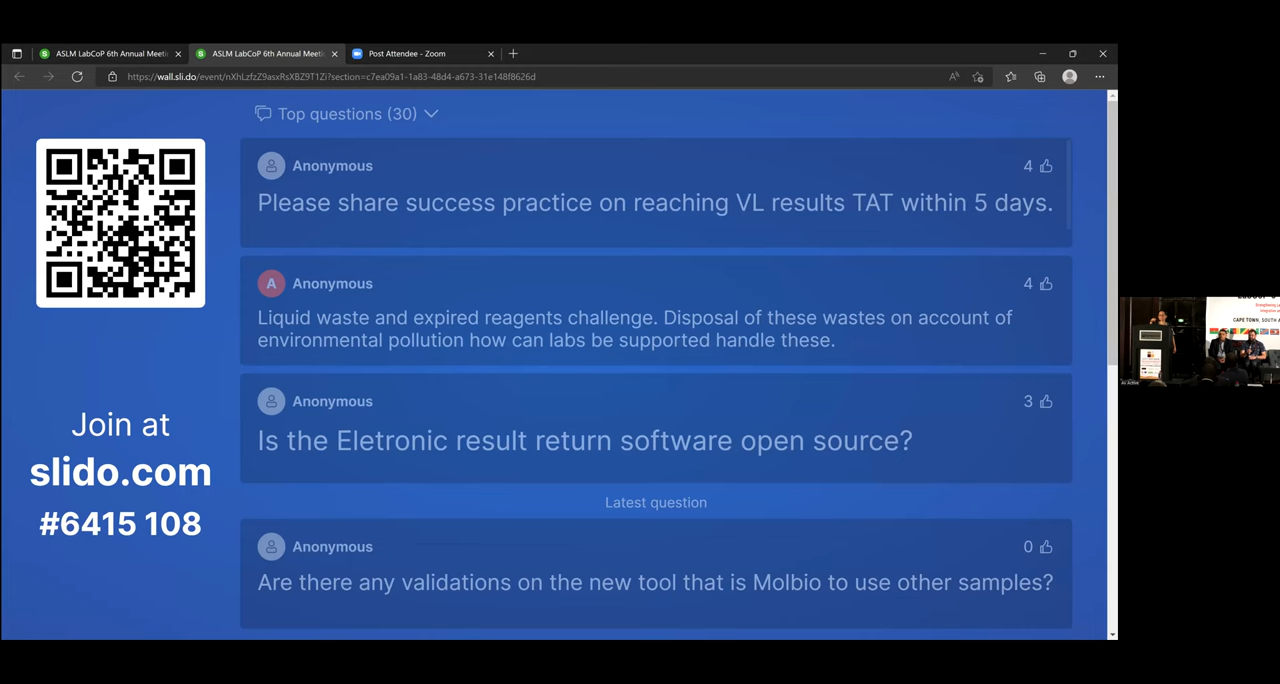 ASLM LabCoP 6th Annual Meeti
ASLM LabCoP 6th Annual Meetin
Post Attendee - Zoom
https://wall.sli.do/event/nXhLzfzZ9asxRsXBZ9T1Zi?section=c7ea09a1-1a83-48d4-a673-31e148f8626d
Top questions (30)
Anonymous
4
Please share success practice on reaching VL results TAT within 5 days.
A
Anonymous
4
Liquid waste and expired reagents challenge. Disposal of these wastes on account of
environmental pollution how can labs be supported handle these.
Anonymous
3
Is the Eletronic result return software open source?
Latest question
Anonymous
0
Are there any validations on the new tool that is Molbio to use other samples?
Join at
slido.com
#6415 108
CAPE TOWN, SOUTH A
AV Active